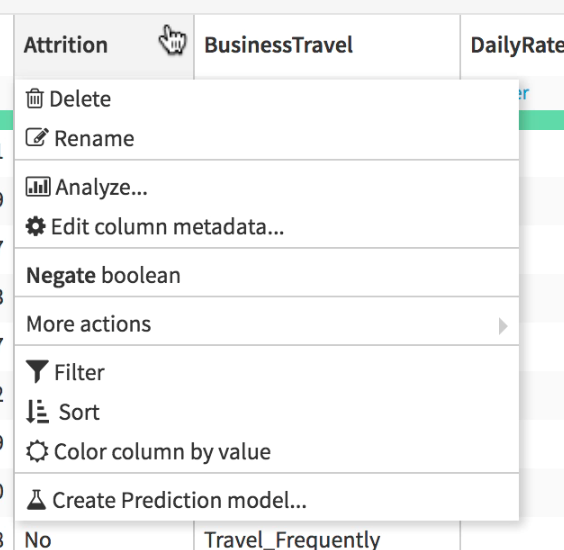 Attrition BusinessTravel DailyRate
Delete
Rename
Analyze...
Edit column metadata...
Negate boolean
More actions
Filter
Sort
Color column by value
Create Prediction model...
No Travel_Frequently